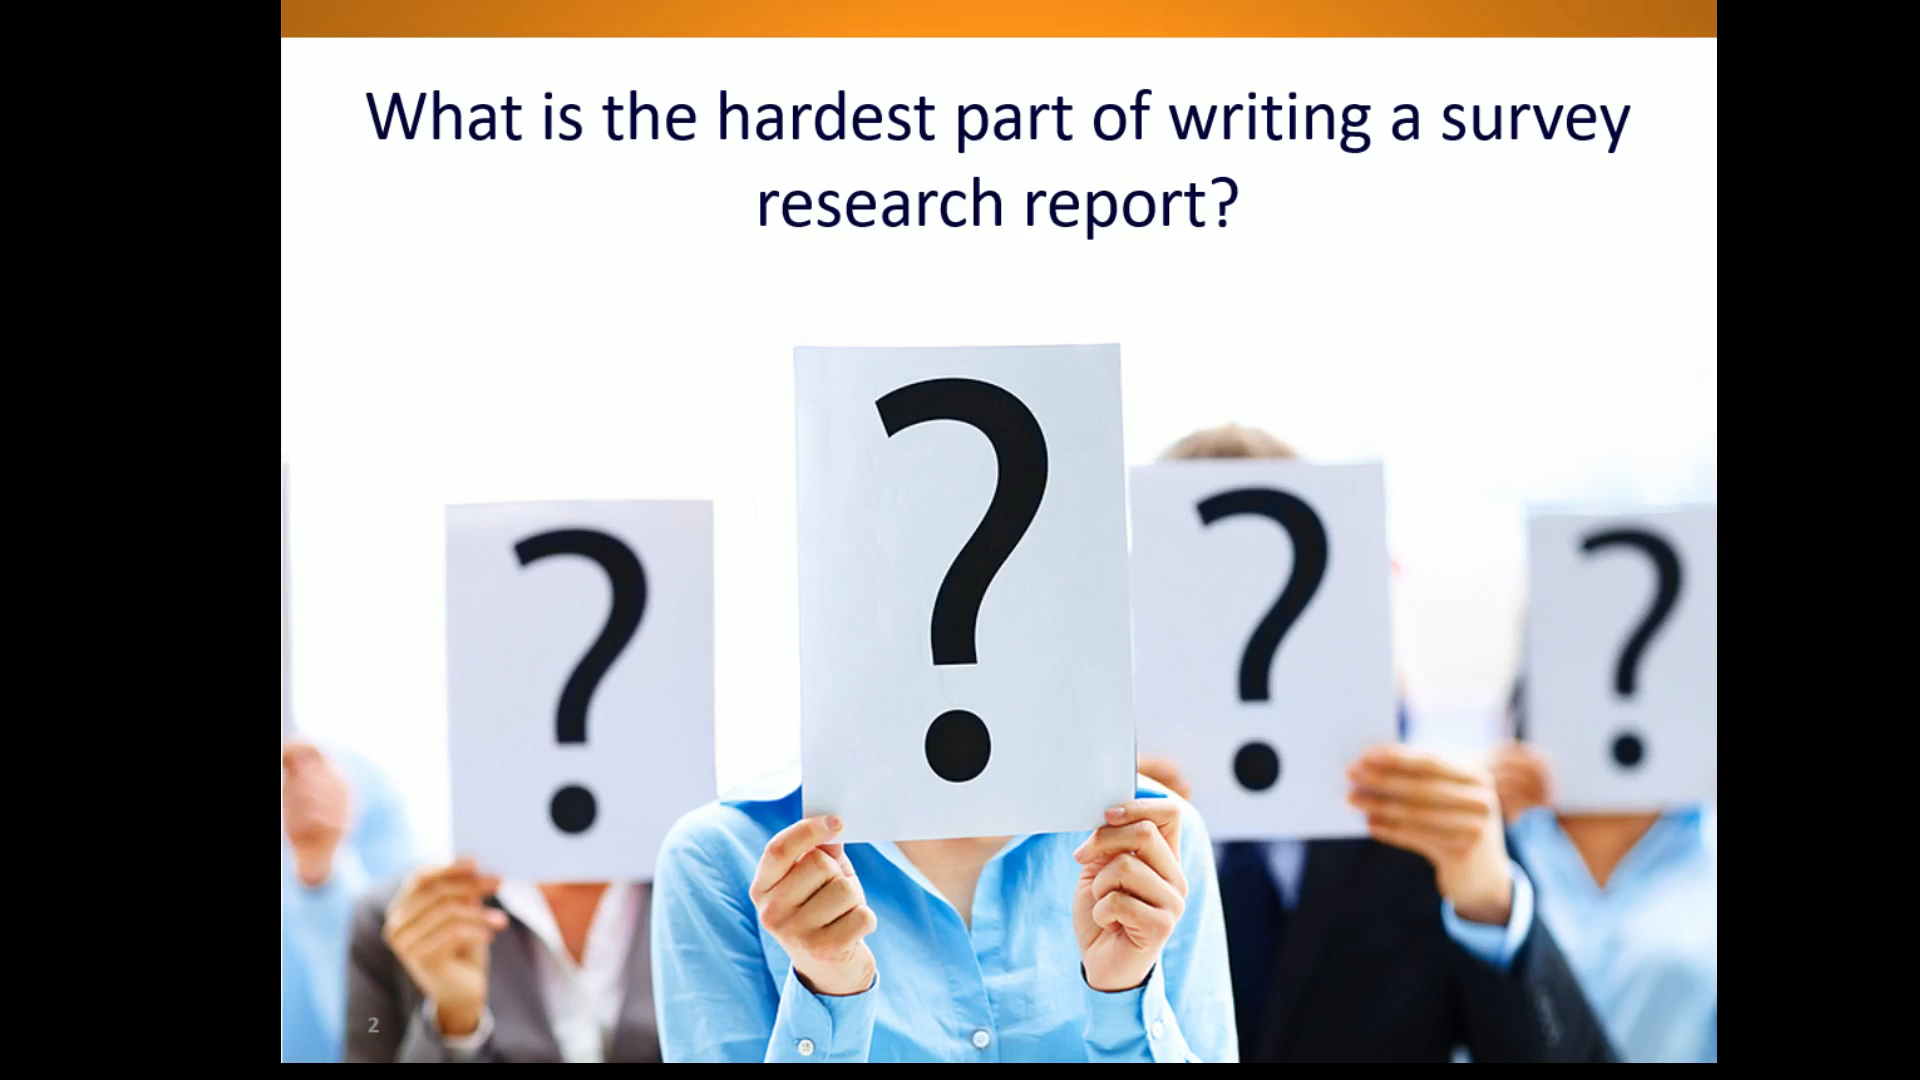 What is the hardest part of writing a survey
research report?
?
?
?
?
2